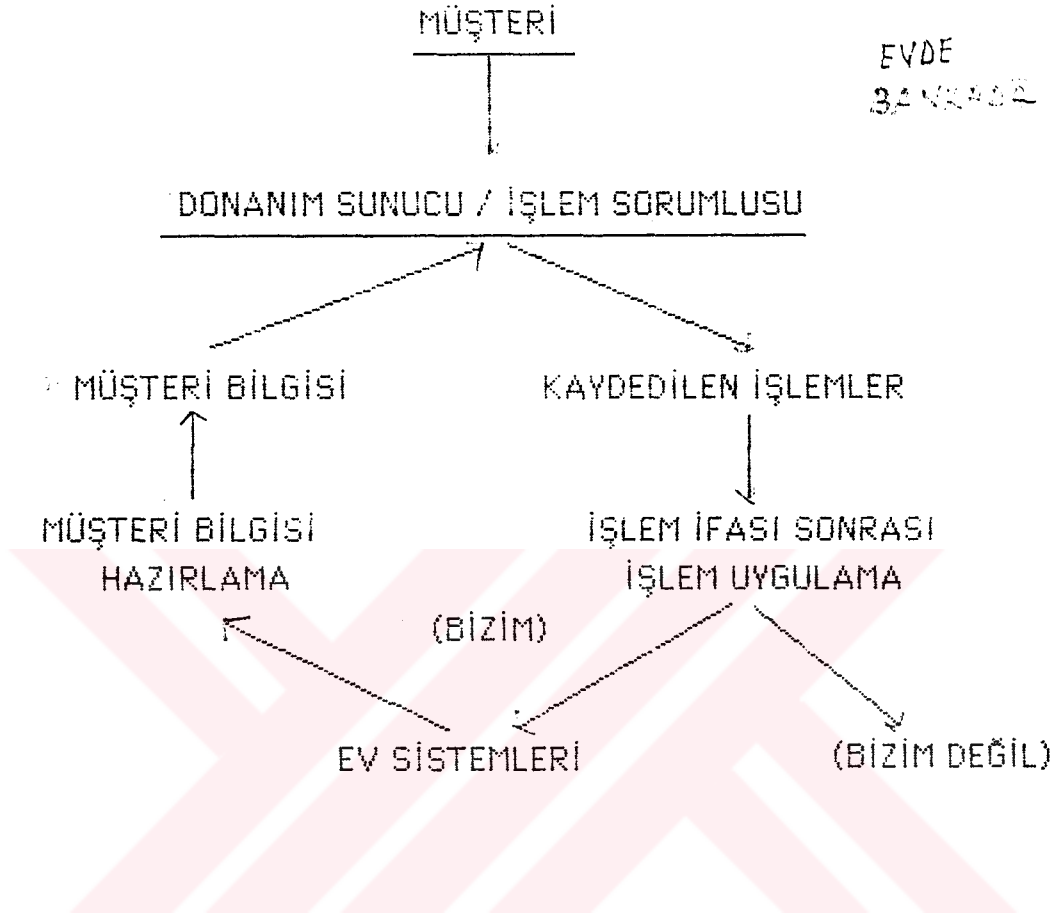 MÜŞTERİ
EVDE
DONANIM SUNUCU / İŞLEM SORUMLUSU
MÜŞTERİ BİLGİSİ
KAYDEDİLEN İŞLEMLER
MÜŞTERİ BİLGİSİ
HAZIRLAMA
İŞLEM İFASI SONRASI
İŞLEM UYGULAMA
(BİZİM)
EV SİSTEMLERİ
(BİZİM DEĞİL)